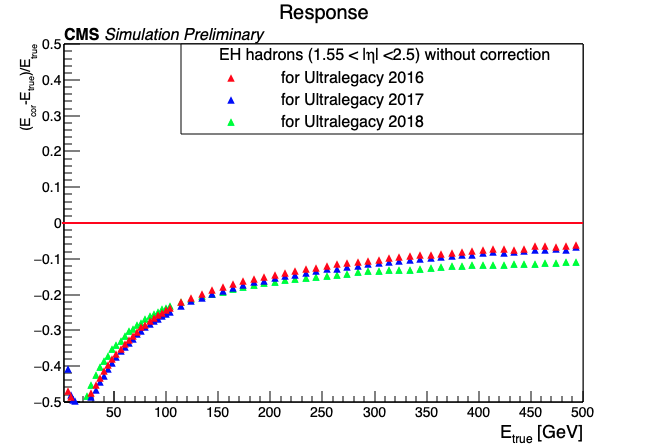 Response
CMS Simulation Preliminary
(E_cor-E_true)/E_true
EH hadrons (1.55 < |η| <2.5) without correction
for Ultralegacy 2016
for Ultralegacy 2017
for Ultralegacy 2018
0.5
0.4
0.3
0.2
0.1
0
−0.1
−0.2
−0.3
−0.4
−0.5
50 100 150 200 250 300 350 400 450 500
E_true [GeV]